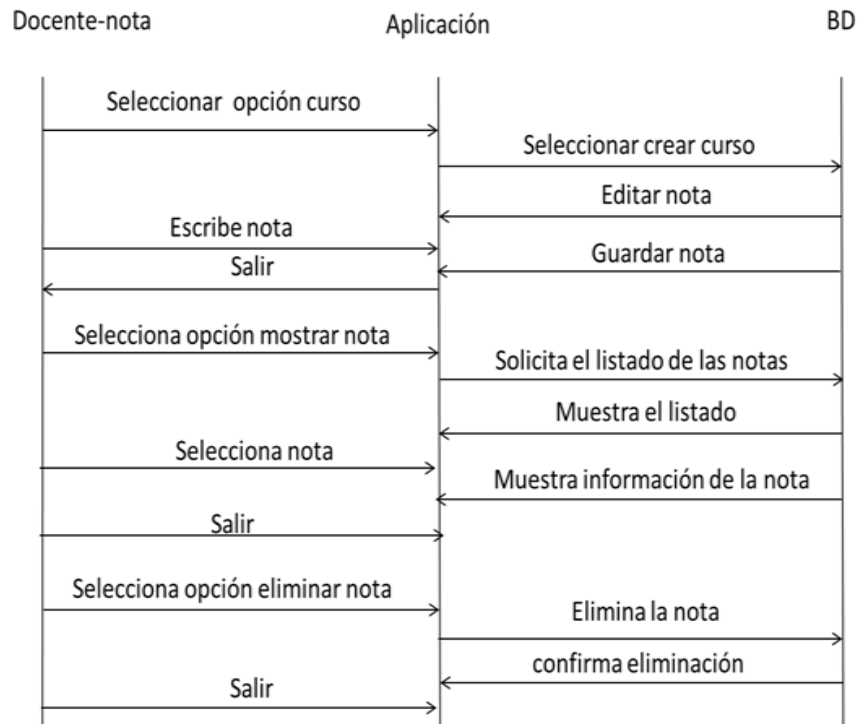 Docente-nota
Aplicación
BD
Seleccionar opción curso
Seleccionar crear curso
Editar nota
Escribe nota
Guardar nota
Salir
Selecciona opción mostrar nota
Solicita el listado de las notas
Muestra el listado
Selecciona nota
Muestra información de la nota
Salir
Selecciona opción eliminar nota
Elimina la nota
confirma eliminación
Salir